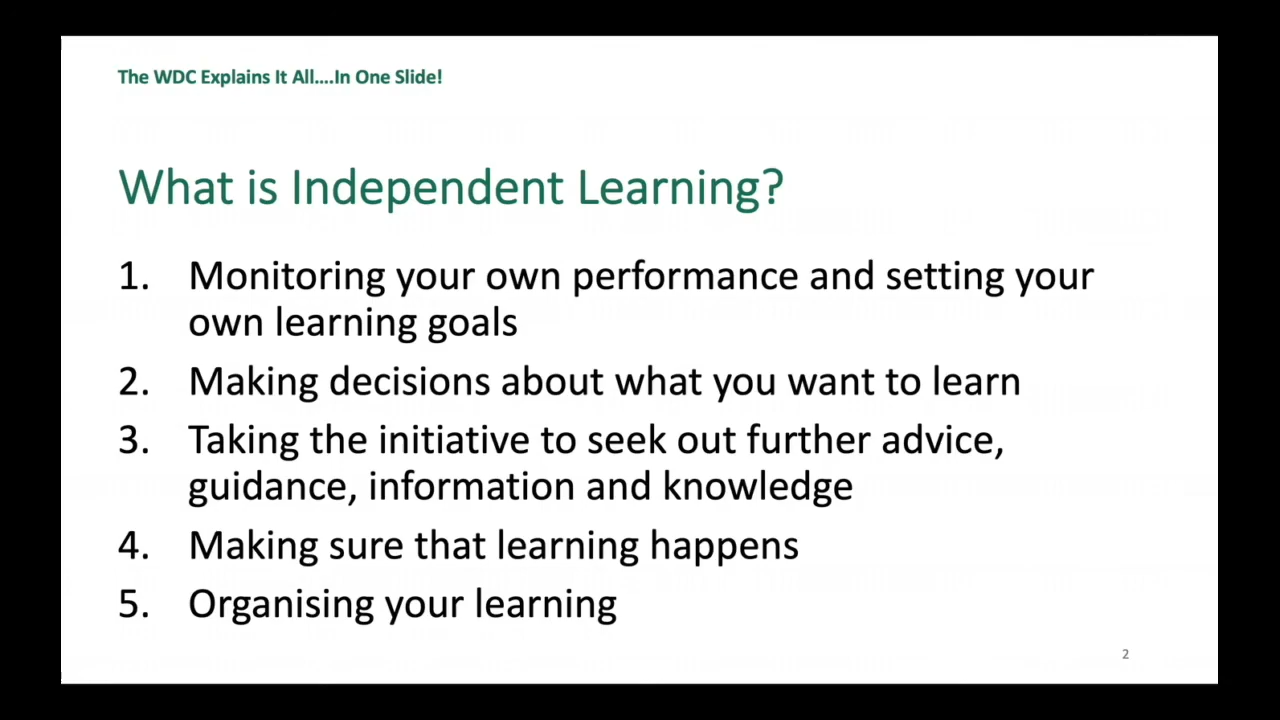 The WDC Explains It All....In One Slide!
What is Independent Learning?
1. Monitoring your own performance and setting your
own learning goals
2. Making decisions about what you want to learn
3. Taking the initiative to seek out further advice,
guidance, information and knowledge
4. Making sure that learning happens
5. Organising your learning
2